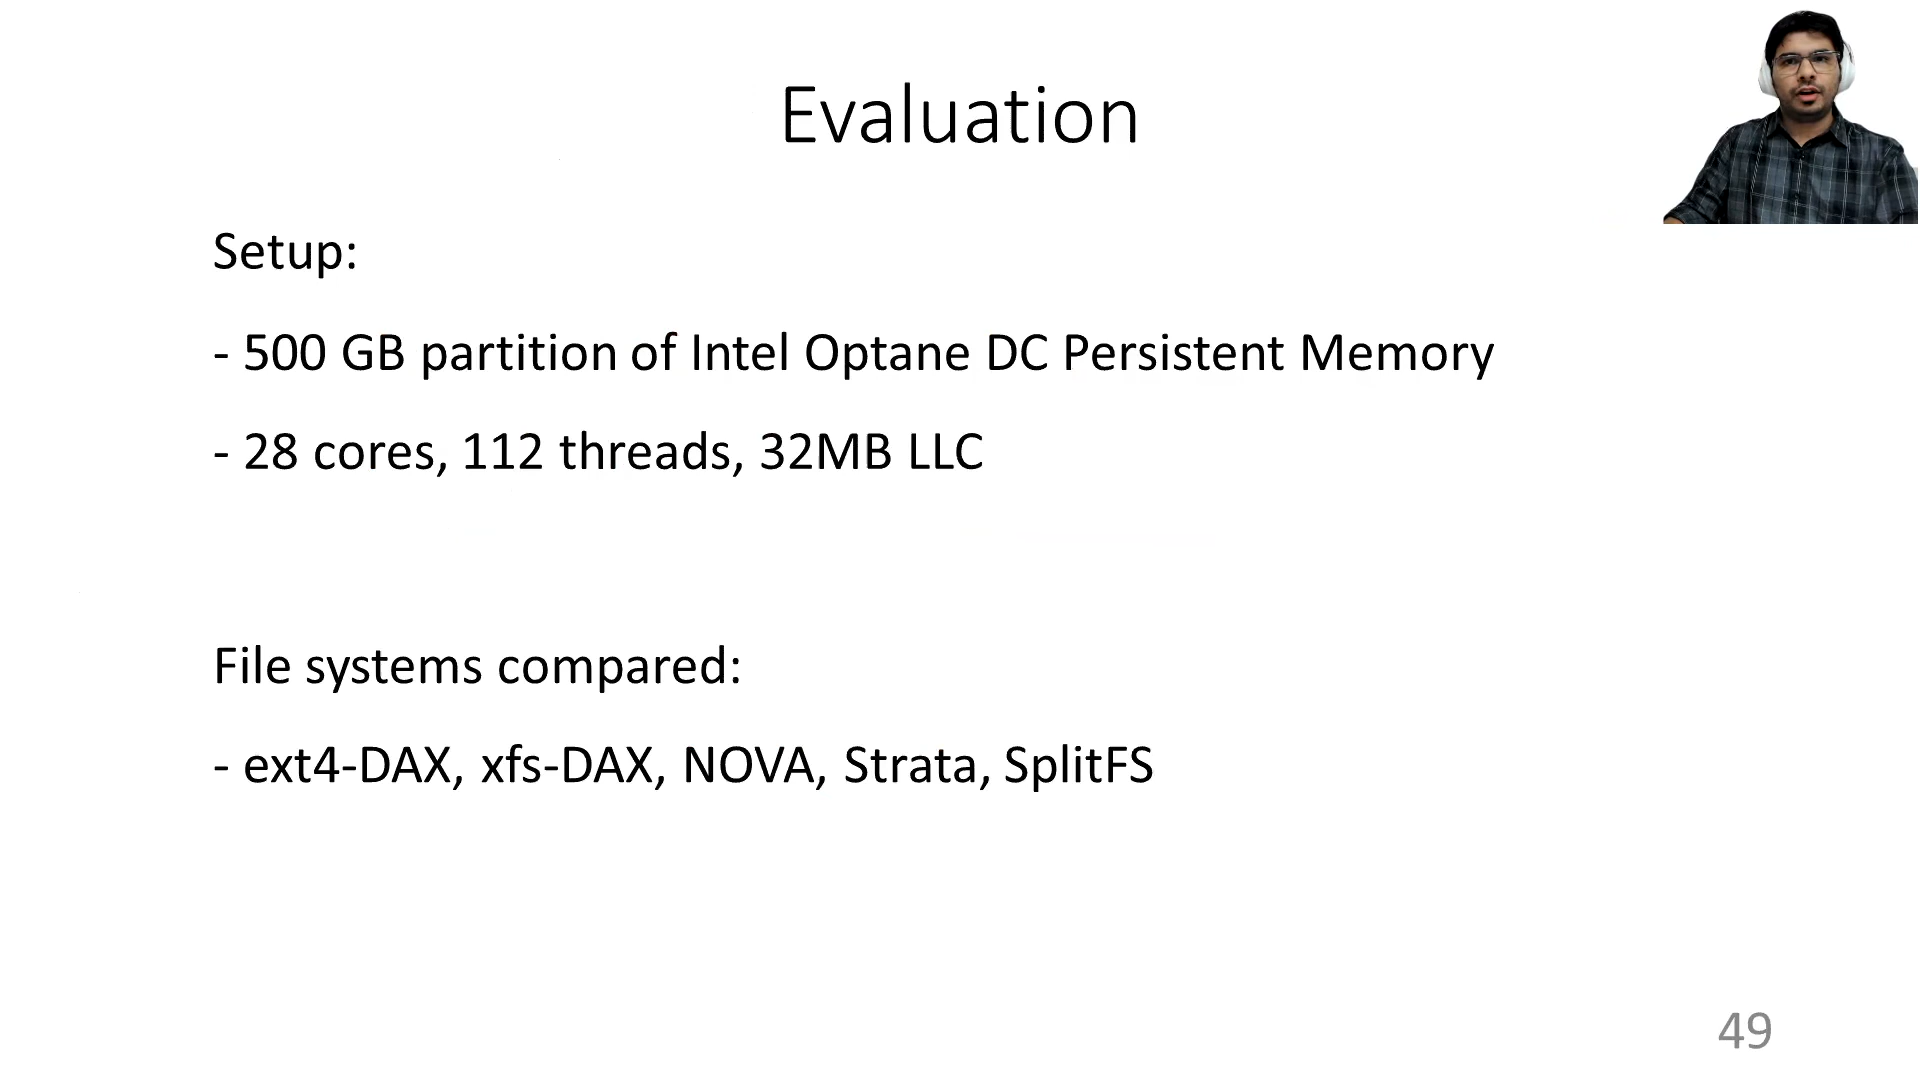 Evaluation
Setup:
- 500 GB partition of Intel Optane DC Persistent Memory
- 28 cores, 112 threads, 32MB LLC
File systems compared:
- ext4-DAX, xfs-DAX, NOVA, Strata, SplitFS
49